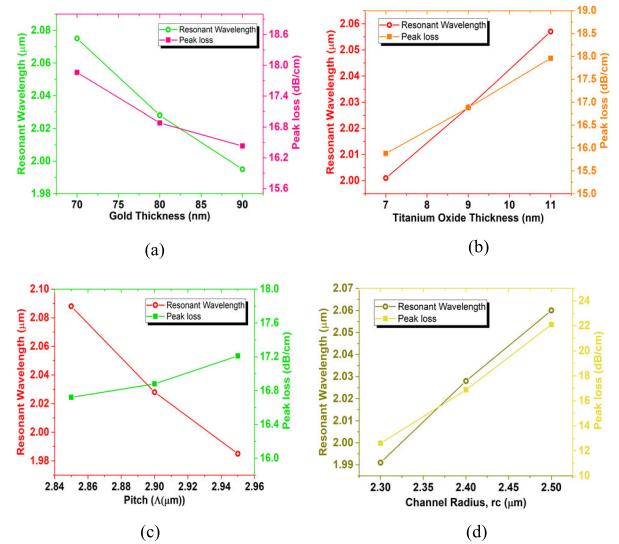 2.08
2.06
2.04
2.02
2.00
1.98
Resonant Wavelength (µm)
Resonant Wavelength
Peak loss
18.6
18.0
17.4
16.8
16.2
15.6
Peak loss (dB/cm)
70 75 80 85 90
Gold Thickness (nm)
(a)
2.06
2.05
2.04
2.03
2.02
2.01
2.00
Resonant Wavelength (µm)
Resonant Wavelength
Peak loss
19.0
18.5
18.0
17.5
17.0
16.5
16.0
15.5
15.0
Peak loss (dB/cm)
7 8 9 10 11
Titanium Oxide Thickness (nm)
(b)
2.10
2.08
2.06
2.04
2.02
2.00
1.98
Resonant Wavelength (µm)
Resonant Wavelength
Peak loss
18.0
17.6
17.2
16.8
16.4
16.0
Peak loss (dB/cm)
2.84 2.86 2.88 2.90 2.92 2.94 2.96
Pitch (Λ(µm))
(c)
2.07
2.06
2.05
2.04
2.03
2.02
2.01
2.00
1.99
Resonant Wavelength (µm)
Resonant Wavelength
Peak loss
24
22
20
18
16
14
12
10
Peak loss (dB/cm)
2.30 2.35 2.40 2.45 2.50
Channel Radius, rc (µm)
(d)